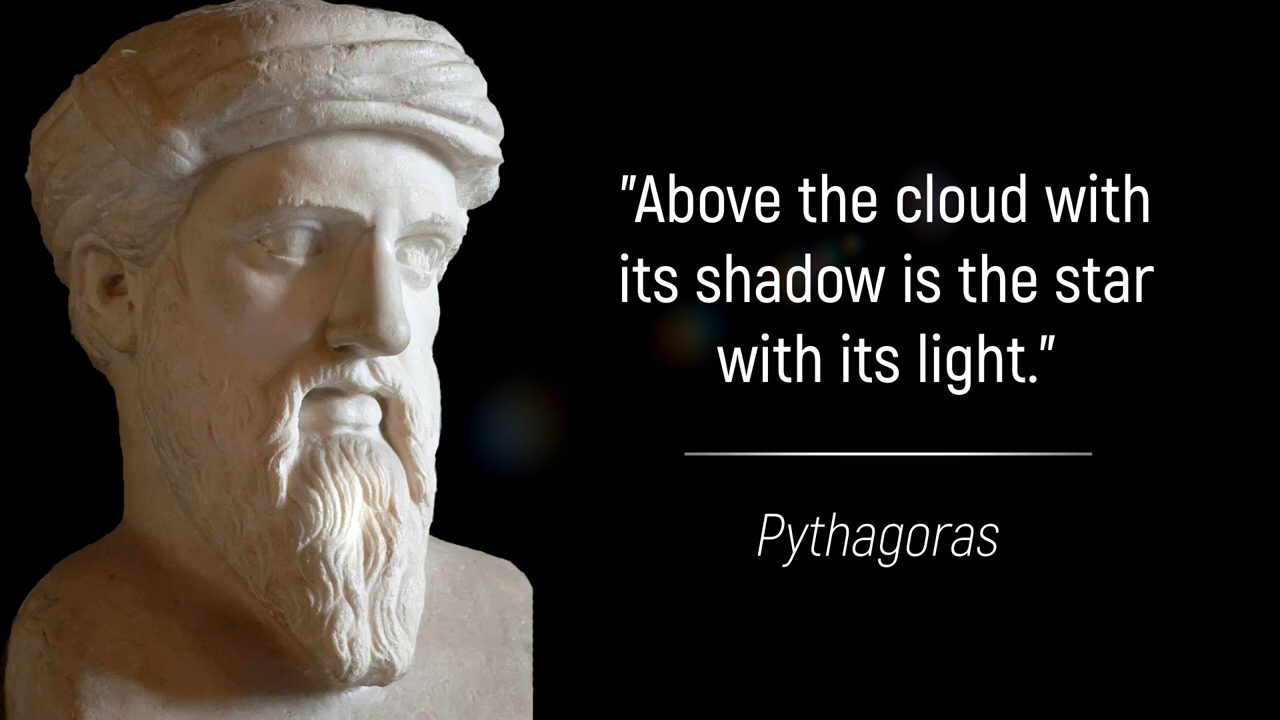 "Above the cloud with
its shadow is the star
with its light."
Pythagoras